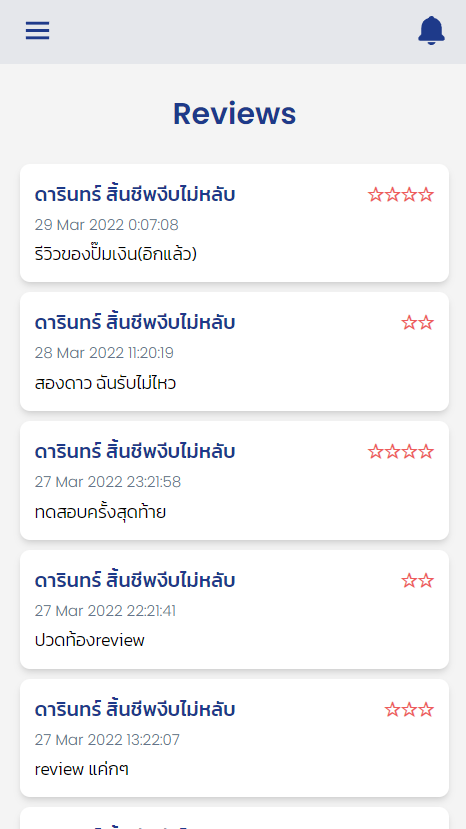 Reviews
ดารินทร์ สิ้นชีพงีบไม่หลับ
29 Mar 2022 0:07:08
รีวิวของปั๊มเงิน(อีกแล้ว)
ดารินทร์ สิ้นชีพงีบไม่หลับ
28 Mar 2022 11:20:19
สองดาว ฉันรับไม่ไหว
ดารินทร์ สิ้นชีพงีบไม่หลับ
27 Mar 2022 23:21:58
ทดสอบครั้งสุดท้าย
ดารินทร์ สิ้นชีพงีบไม่หลับ
27 Mar 2022 22:21:41
ปวดท้องreview
ดารินทร์ สิ้นชีพงีบไม่หลับ
27 Mar 2022 13:22:07
review แค่กๆ